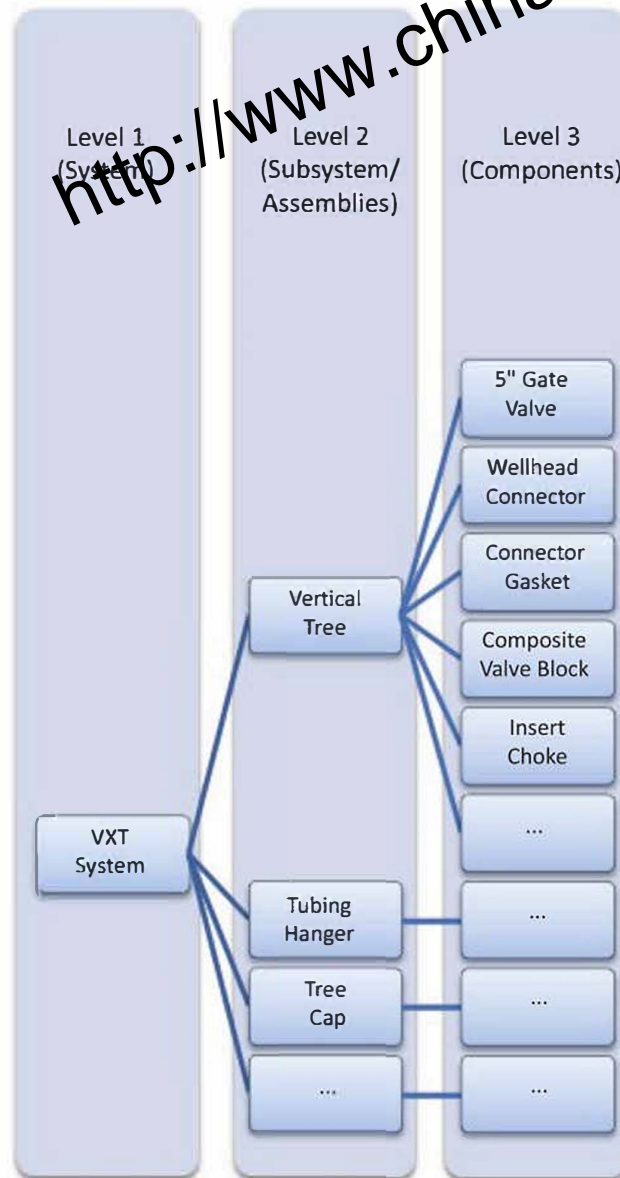 http://www.china
Level 1
(System)
Level 2
(Subsystem/
Assemblies)
Level 3
(Components)
5" Gate
Valve
Wellhead
Connector
Connector
Gasket
Composite
Valve Block
Insert
Choke
...
Vertical
Tree
VXT
System
Tubing
Hanger
...
Tree
Cap
...
...
...